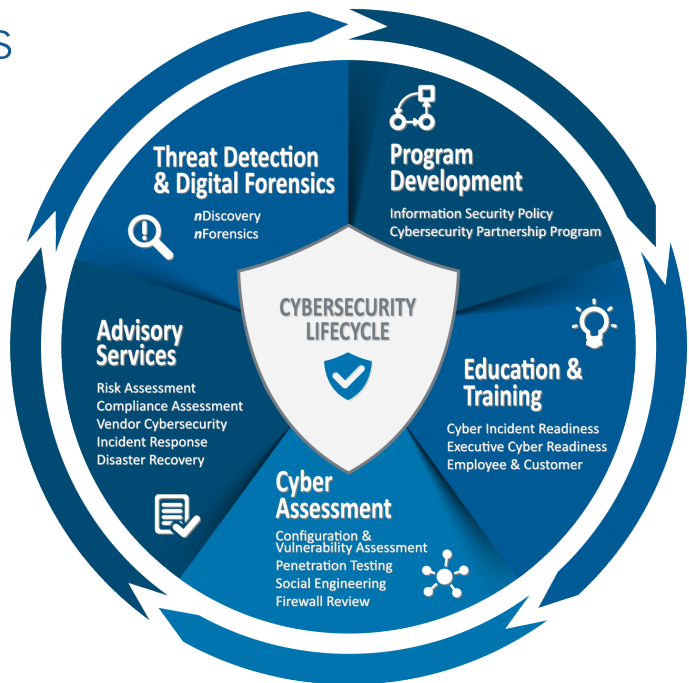 S
Threat Detection
& Digital Forensics
nDiscovery
nForensics
Program
Development
Information Security Policy
Cybersecurity Partnership Program
CYBERSECURITY
LIFECYCLE
Education &
Training
Cyber Incident Readiness
Executive Cyber Readiness
Employee & Customer
Cyber
Assessment
Configuration &
Vulnerability Assessment
Penetration Testing
Social Engineering
Firewall Review
Advisory
Services
Risk Assessment
Compliance Assessment
Vendor Cybersecurity
Incident Response
Disaster Recovery